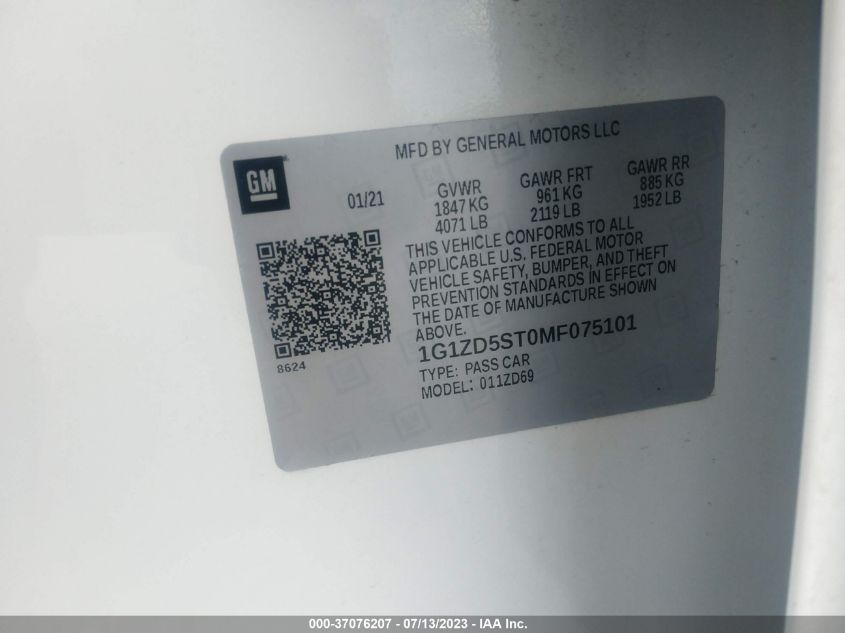 MFD BY GENERAL MOTORS LLC
GM
01/21
GVWR GAWR FRT GAWR RR
1847 KG 961 KG 885 KG
4071 LB 2119 LB 1952 LB
THIS VEHICLE CONFORMS TO ALL
APPLICABLE U.S. FEDERAL MOTOR
VEHICLE SAFETY, BUMPER, AND THEFT
PREVENTION STANDARDS IN EFFECT ON
THE DATE OF MANUFACTURE SHOWN
ABOVE.
8624
1G1ZD5ST0MF075101
TYPE: PASS CAR
MODEL: 011ZD69
000-37076207 - 07/13/2023 - Copart, Inc.